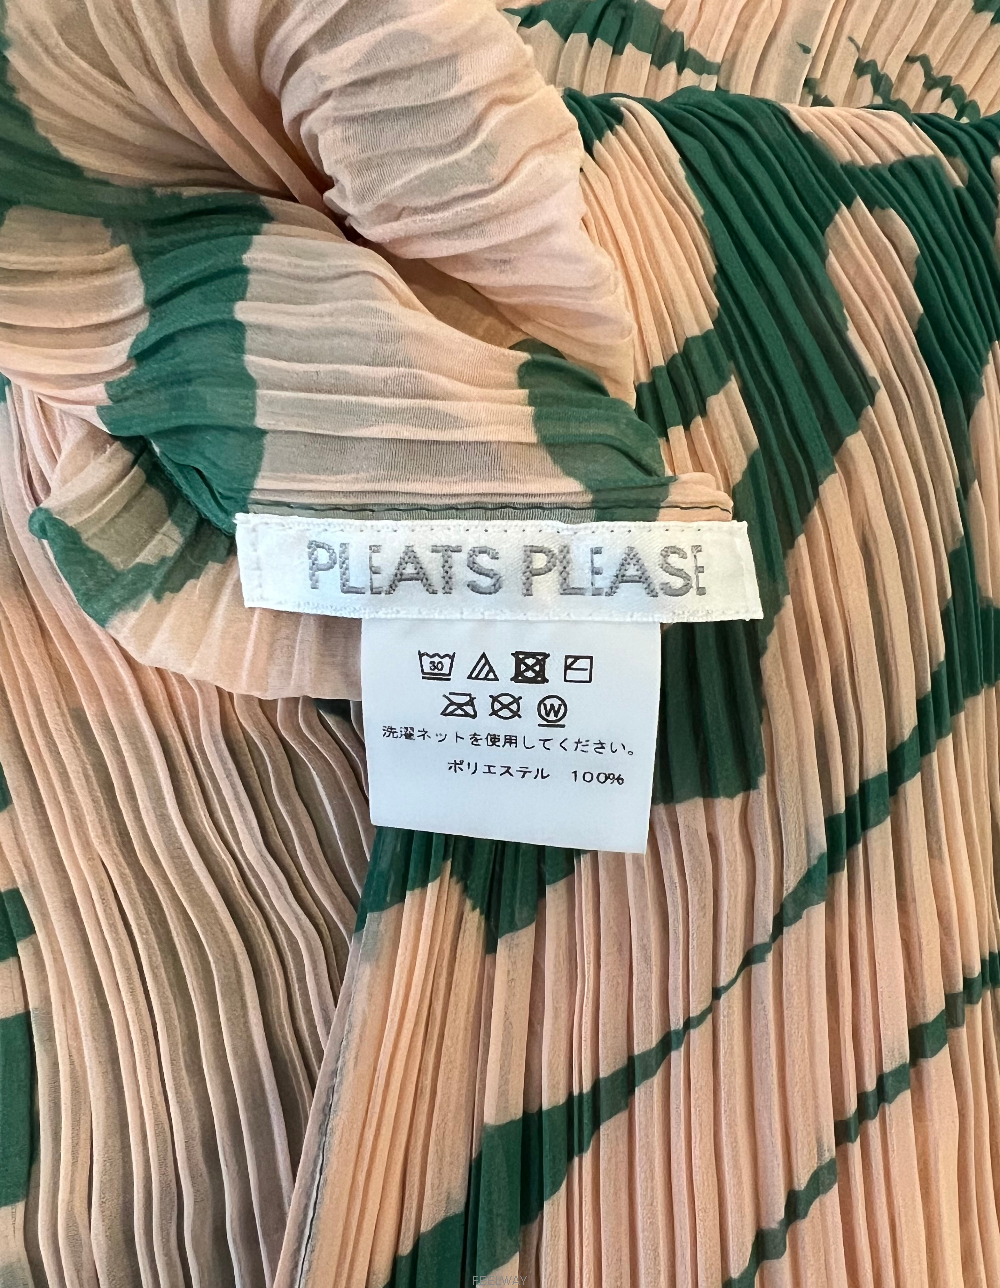 PLEATS PLEASE
30
W
洗濯ネットを使用してください。
ポリエステル 100%
FEELWAY